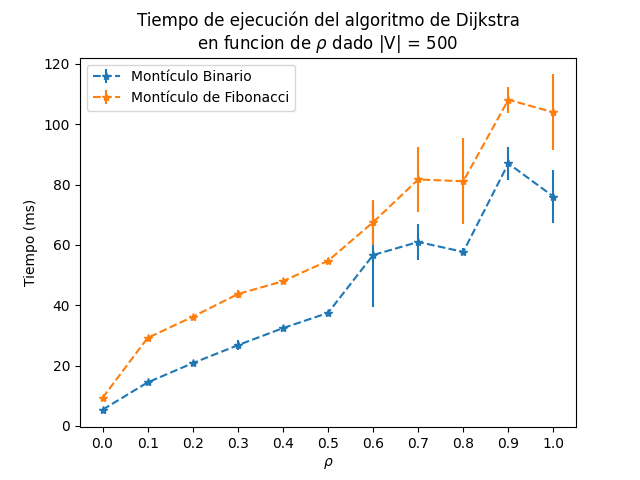 Tiempo de ejecución del algoritmo de Dijkstra
en funcion de ρ dado |V| = 500
Montículo Binario
Montículo de Fibonacci
Tiempo (ms)
120
100
80
60
40
20
0
0.0 0.1 0.2 0.3 0.4 0.5 0.6 0.7 0.8 0.9 1.0
ρ